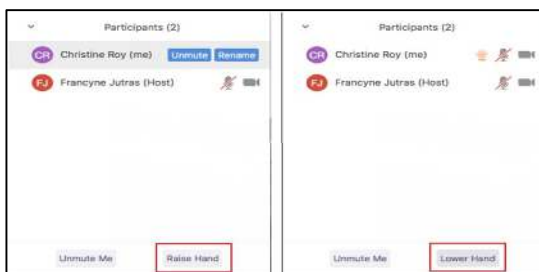 Participants (2)
CR Christine Roy (me) Unmute Rename
FJ Francyne Jutras (Host)
Unmute Me Raise Hand
Participants (2)
CR Christine Roy (me)
FJ Francyne Jutras (Host)
Unmute Me Lower Hand